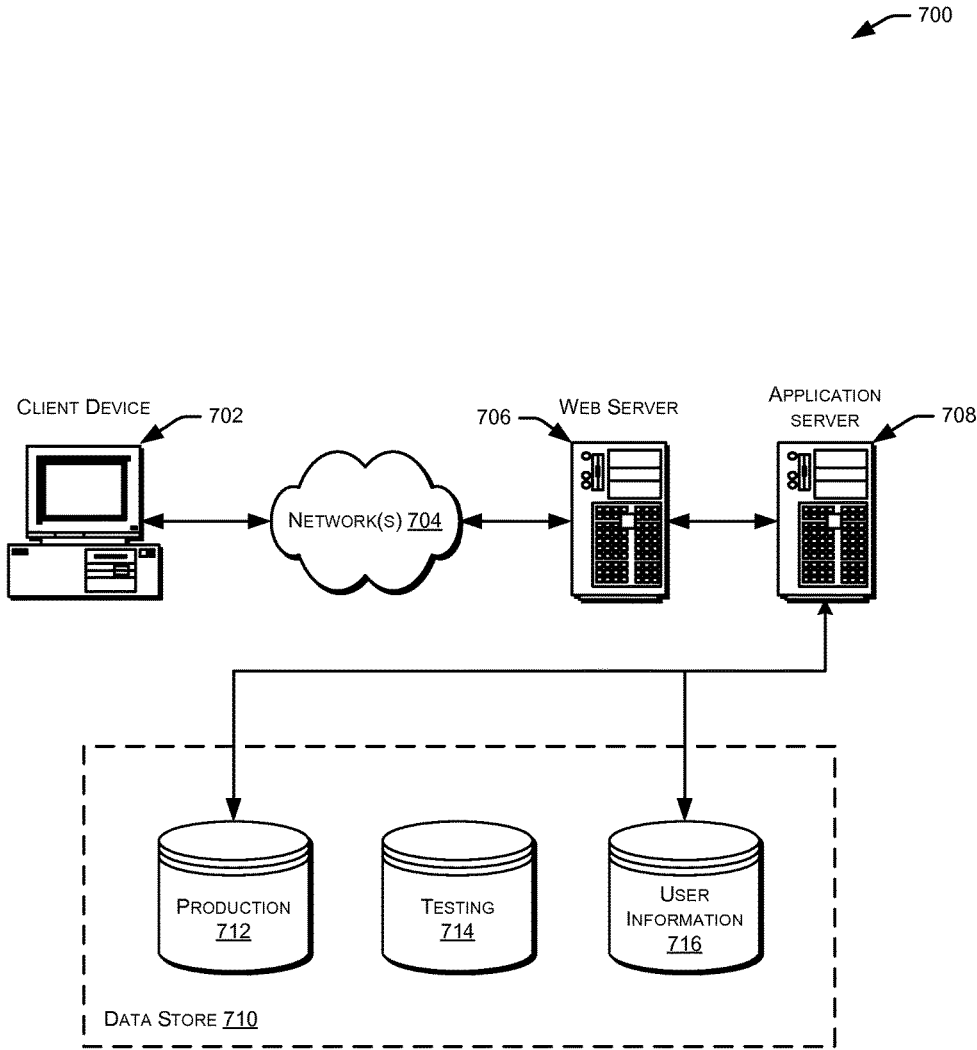 700
CLIENT DEVICE
702
706
WEB SERVER
APPLICATION
SERVER
708
NETWORK(S) 704
PRODUCTION
712
TESTING
714
USER
INFORMATION
716
DATA STORE 710